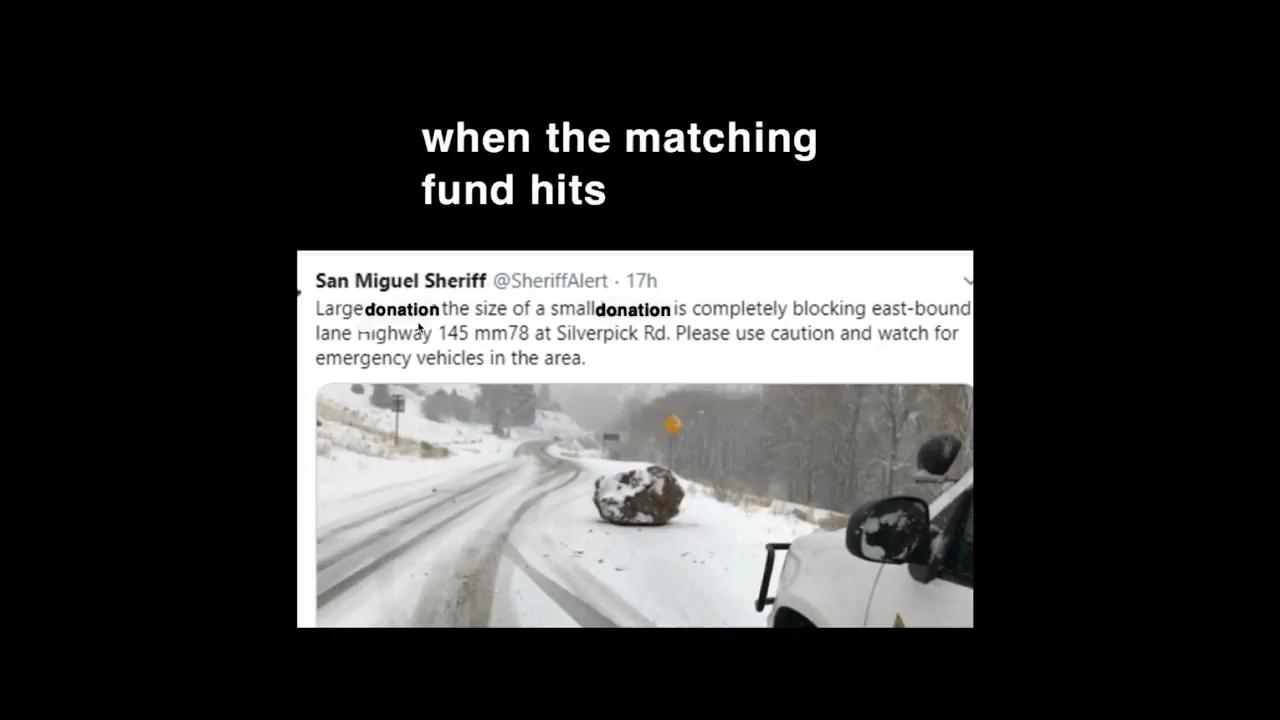 when the matching
fund hits
San Miguel Sheriff @SheriffAlert · 17h
Large donation the size of a small donation is completely blocking east-bound
lane Highway 145 mm78 at Silverpick Rd. Please use caution and watch for
emergency vehicles in the area.